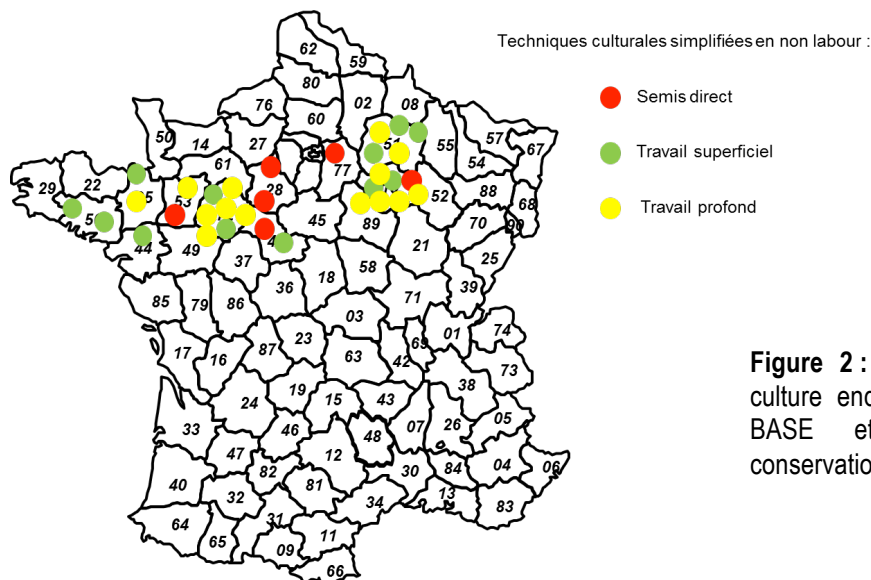 Techniques culturales simplifiées en non labour :
Semis direct
Travail superficiel
Travail profond
Figure 2 :
culture enc
BASE et
conservatio
62 59
80 02 08
76 60
50 14 27 51 55 57 67
61 77 54
29 22 53 28 52 88 68
45 89 70 90
44 49 21 25
37 18 58
85 79 86 36 71 39
03 01 74
17 16 87 23 63 42 69 73
24 19 15 43 38
33 46 48 07 26 05
47 12 30 84 04 06
40 82 81 13
32 34 83
64 31 11
65 09
66